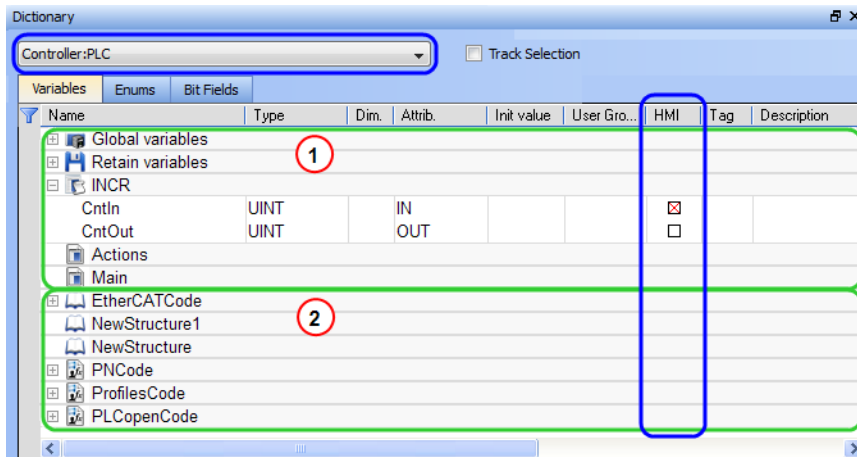 Dictionary
Controller:PLC Track Selection
Variables Enums Bit Fields
Name Type Dim. Attrib. Init value User Gro... HMI Tag Description
Global variables
1
Retain variables
INCR
CntIn UINT IN
CntOut UINT OUT
Actions
Main
EtherCATCode
NewStructure1 2
NewStructure
PNCode
ProfilesCode
PLCopenCode